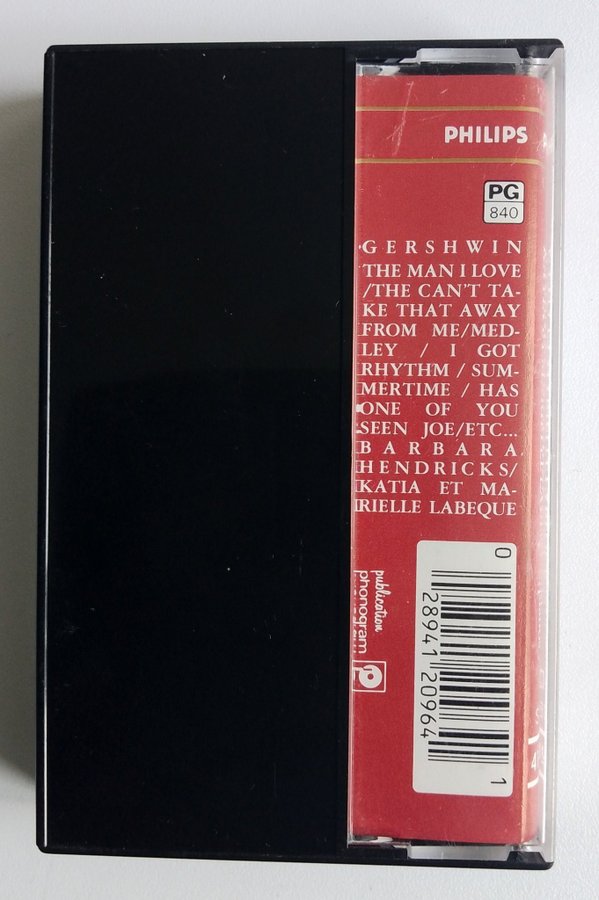 PHILIPS
PG
840
GERSHWIN
THE MAN I LOVE
/THE CAN'T TA-
KE THAT AWAY
FROM ME/MED-
LEY / I GOT
RHYTHM / SUM-
MERTIME / HAS
ONE OF YOU
SEEN JOE/ETC...
BARBARA
HENDRICKS/
KATIA ET MA-
RIELLE LABEQUE
publication
phonogram
0 28941 20964 1